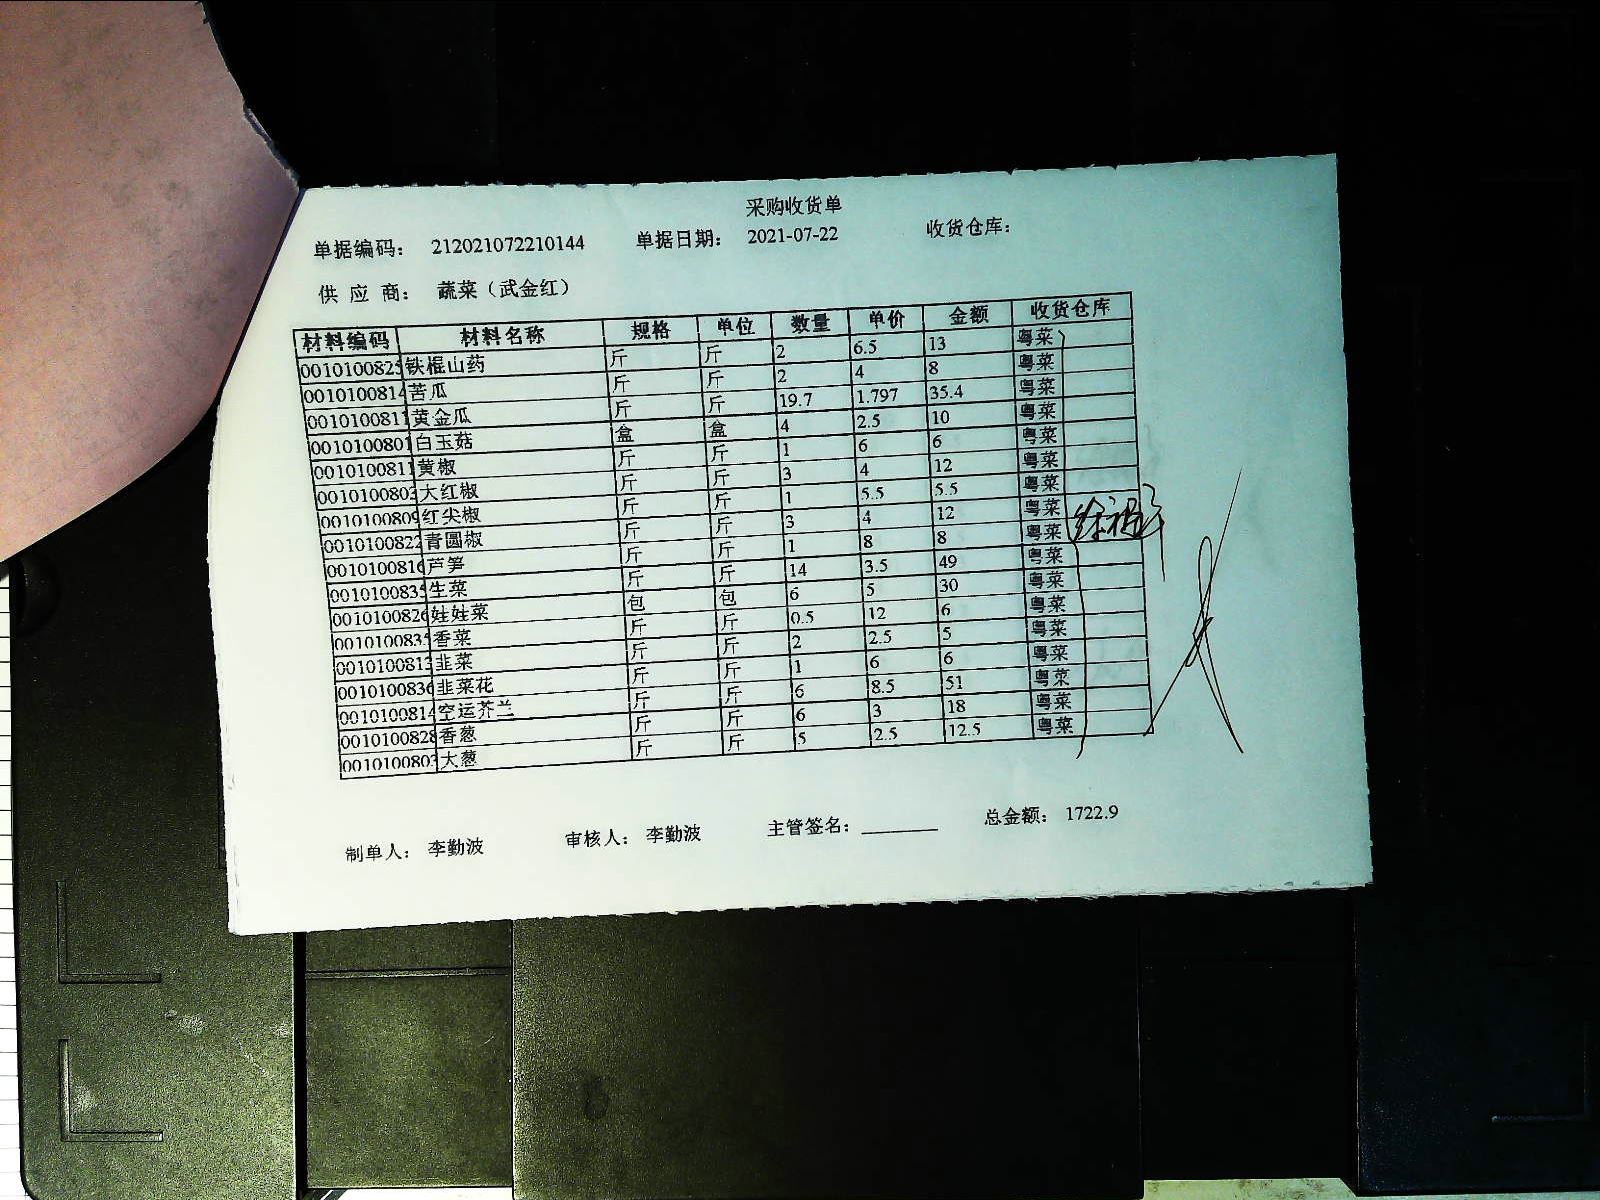 采购收货单
单据编码： 212021072210144 单据日期： 2021-07-22 收货仓库：
供 应 商： 蔬菜（武金红）
材料编码 材料名称 规格 单位 数量 单价 金额 收货仓库
0010100825 铁棍山药 斤 斤 2 6.5 13 粤菜
0010100814 苦瓜 斤 斤 2 4 8 粤菜
0010100811 黄金瓜 斤 斤 19.7 1.797 35.4 粤菜
0010100801 白玉菇 盒 盒 4 2.5 10 粤菜
0010100811 黄椒 斤 斤 1 6 6 粤菜
0010100803 大红椒 斤 斤 3 4 12 粤菜
0010100809 红尖椒 斤 斤 1 5.5 5.5 粤菜
0010100822 青圆椒 斤 斤 3 4 12 粤菜
0010100816 芦笋 斤 斤 1 8 8 粤菜
0010100835 生菜 斤 斤 14 3.5 49 粤菜
0010100826 娃娃菜 包 包 6 5 30 粤菜
0010100835 香菜 斤 斤 0.5 12 6 粤菜
0010100813 韭菜 斤 斤 2 2.5 5 粤菜
0010100836 韭菜花 斤 斤 1 6 6 粤菜
0010100814 空运芥兰 斤 斤 6 8.5 51 粤菜
0010100828 香葱 斤 斤 6 3 18 粤菜
0010100803 大葱 斤 斤 5 2.5 12.5 粤菜
制单人： 李勤波 审核人： 李勤波 主管签名： 总金额： 1722.9